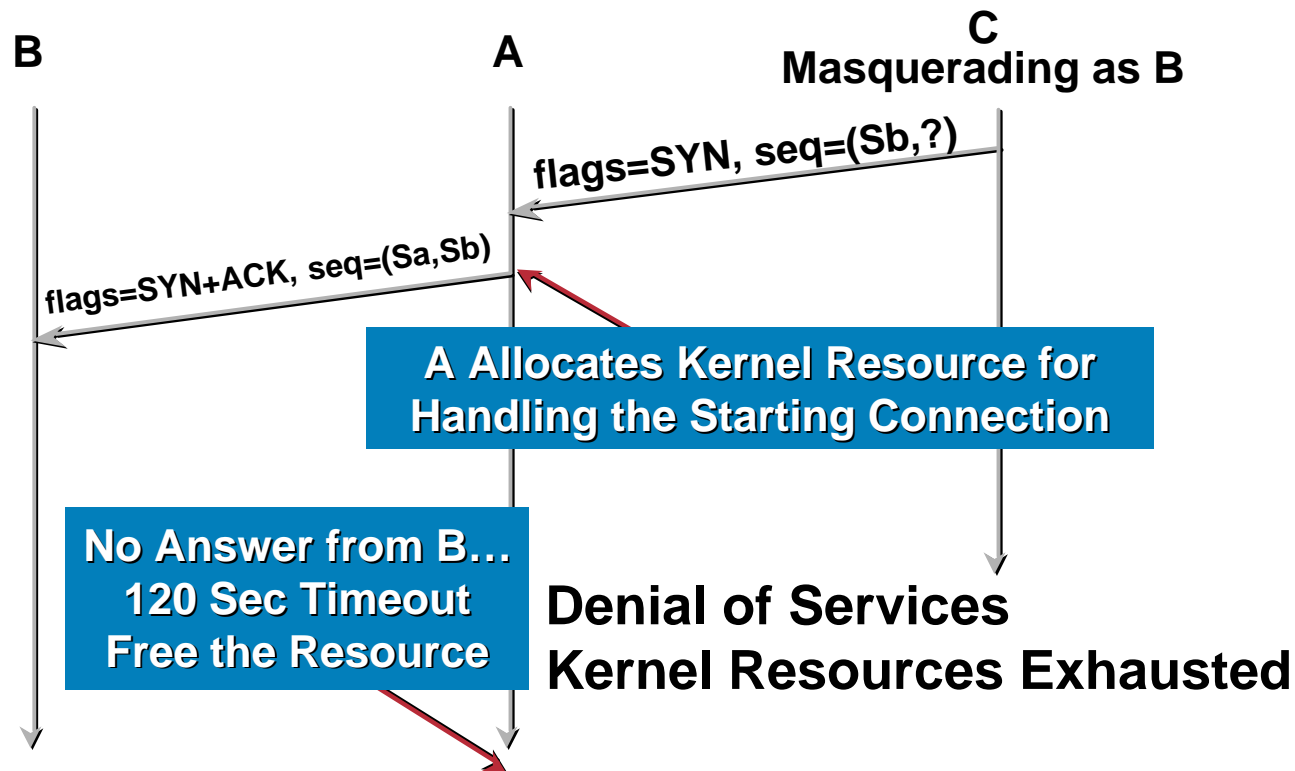 B
A
C
Masquerading as B
flags=SYN, seq=(Sb,?)
flags=SYN+ACK, seq=(Sa,Sb)
A Allocates Kernel Resource for
Handling the Starting Connection
No Answer from B…
120 Sec Timeout
Free the Resource
Denial of Services
Kernel Resources Exhausted